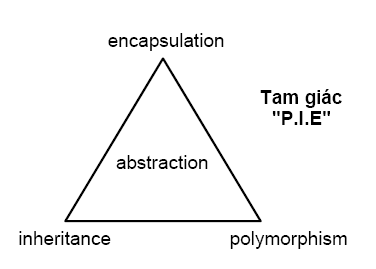 encapsulation
Tam giác
"P.I.E"
abstraction
inheritance
polymorphism